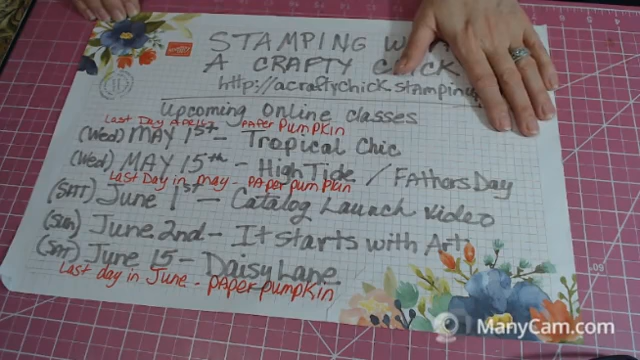 STAMPING
A CRAFTY CHICK
http://acraftychick.stampinup
Upcoming Online classes
Last Day April - PAPER PUMPKIN
(Wed) MAY 1st - Tropical Chic
(Wed) MAY 15th - High Tide / FAthers Day
Last Day in may - PAper pumpkin
(SAT) June 1st - Catalog Launch video
(Sun) June 2nd - It starts with Art
(SAt) June 15 - Daisy Lane
Last day in June - pAper pumpkin
ManyCam.com